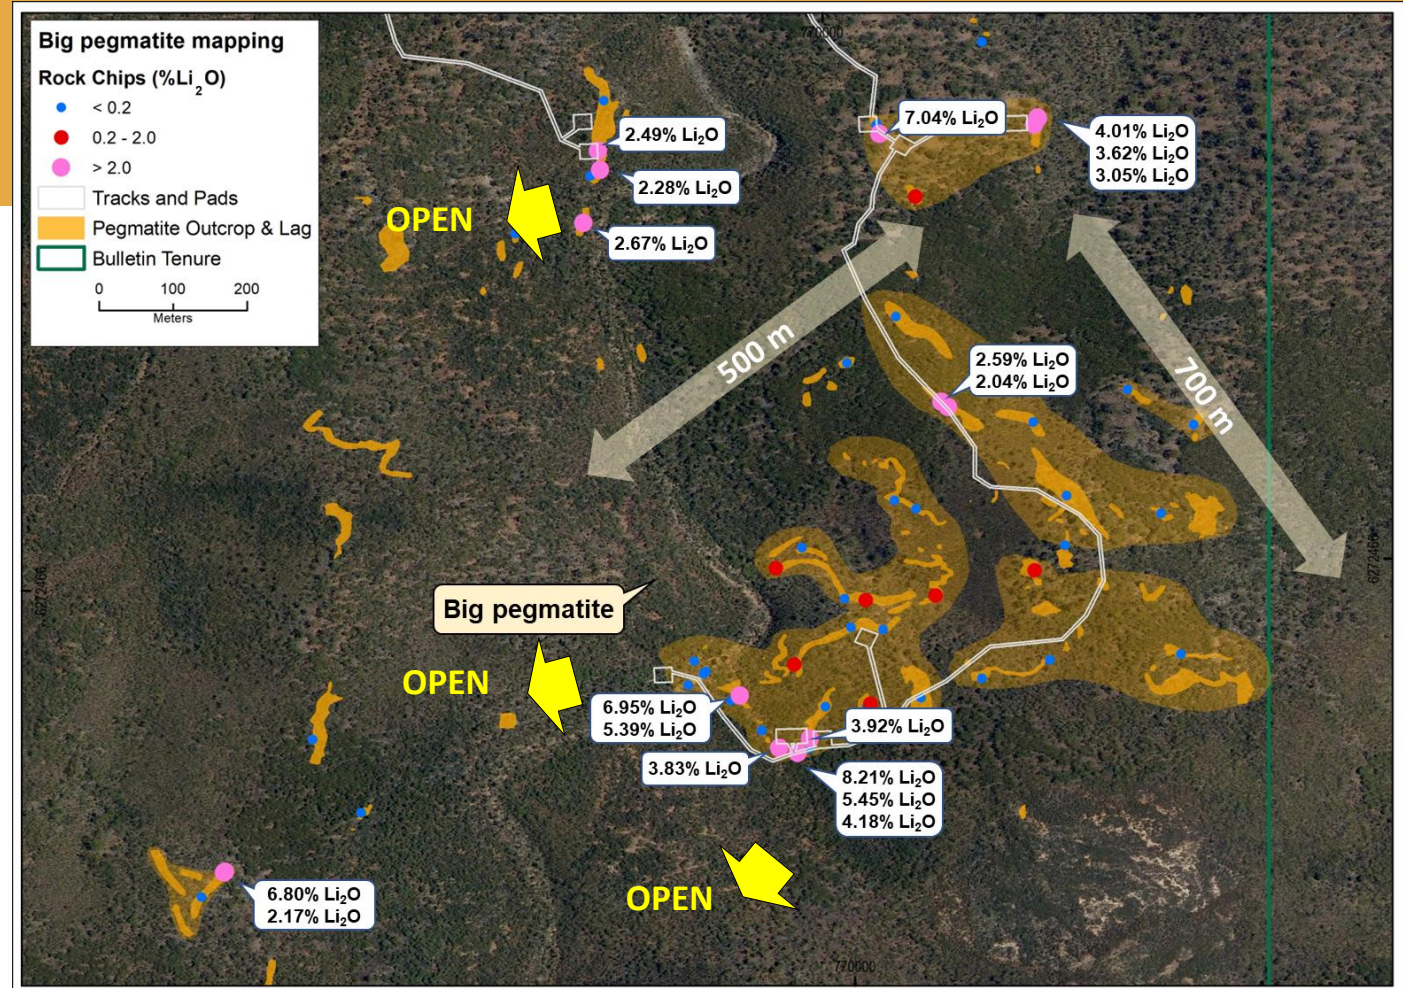 Big pegmatite mapping
Rock Chips (%Li₂O)
< 0.2
0.2 - 2.0
> 2.0
Tracks and Pads
Pegmatite Outcrop & Lag
Bulletin Tenure
0 100 200
Meters
770000
2.49% Li₂O
2.28% Li₂O
2.67% Li₂O
OPEN
7.04% Li₂O
4.01% Li₂O
3.62% Li₂O
3.05% Li₂O
500 m
700 m
2.59% Li₂O
2.04% Li₂O
6272466
6272466
Big pegmatite
OPEN
6.95% Li₂O
5.39% Li₂O
3.92% Li₂O
3.83% Li₂O
8.21% Li₂O
5.45% Li₂O
4.18% Li₂O
OPEN
6.80% Li₂O
2.17% Li₂O
770000